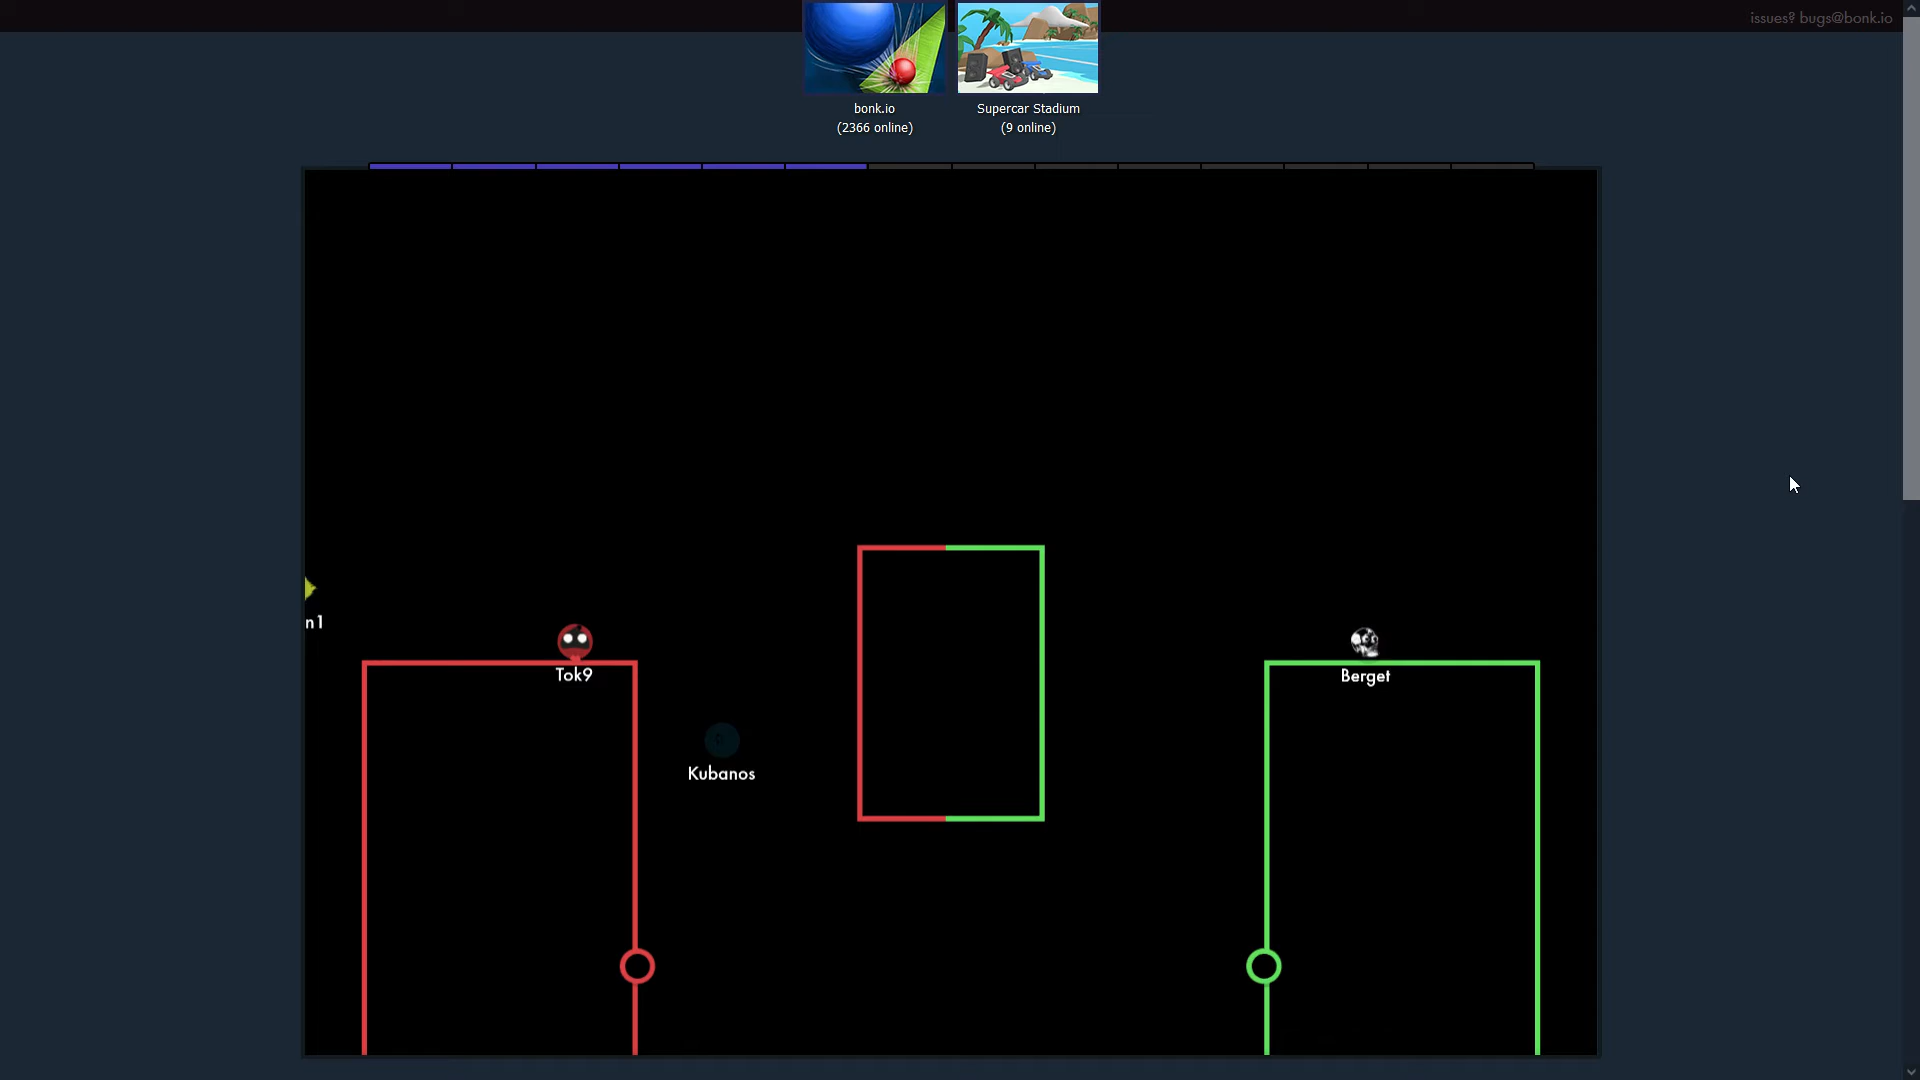 issues? bugs@bonk.io
bonk.io
(2366 online)
Supercar Stadium
(9 online)
n1
Tok9
Berget
Kubanos